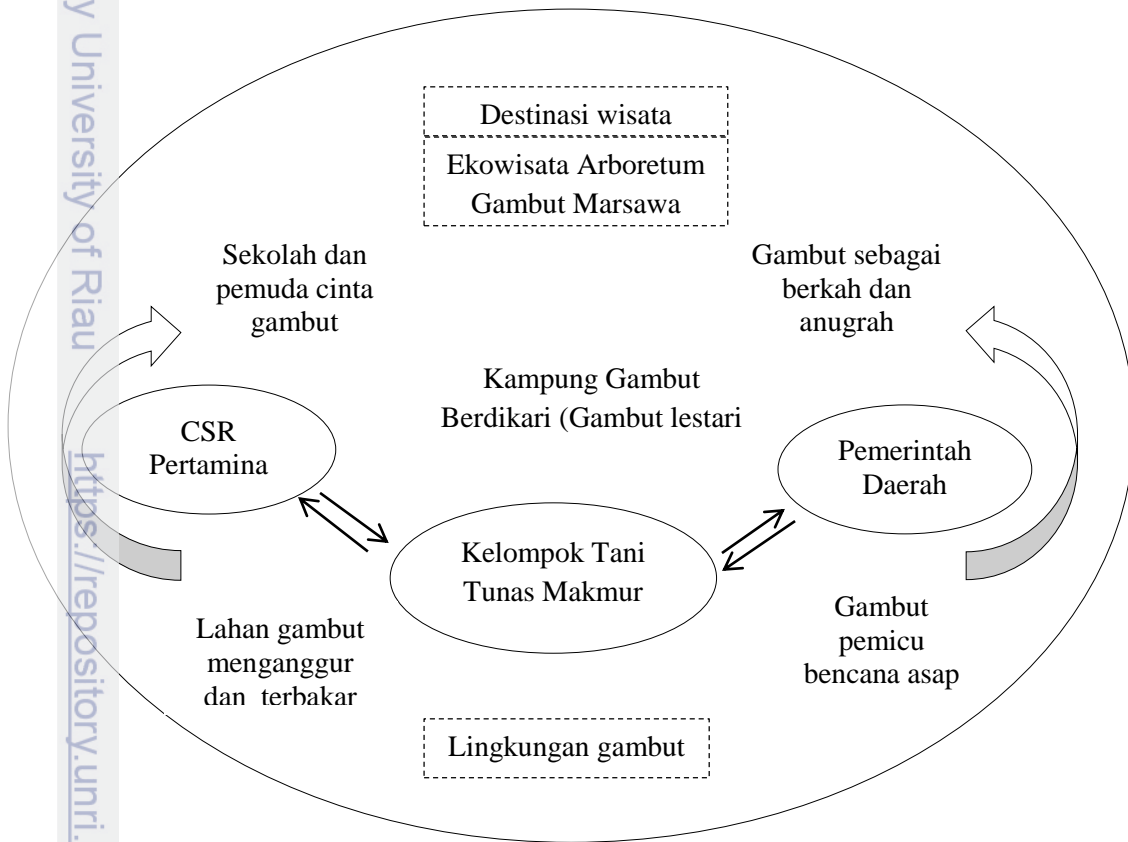 Destinasi wisata
Ekowisata Arboretum
Gambut Marsawa
Sekolah dan
pemuda cinta
gambut
Gambut sebagai
berkah dan
anugrah
Kampung Gambut
Berdikari (Gambut lestari
CSR
Pertamina
Pemerintah
Daerah
Kelompok Tani
Tunas Makmur
Lahan gambut
menganggur
dan terbakar
Gambut
pemicu
bencana asap
Lingkungan gambut
y University of Riau
https://repository.unri.